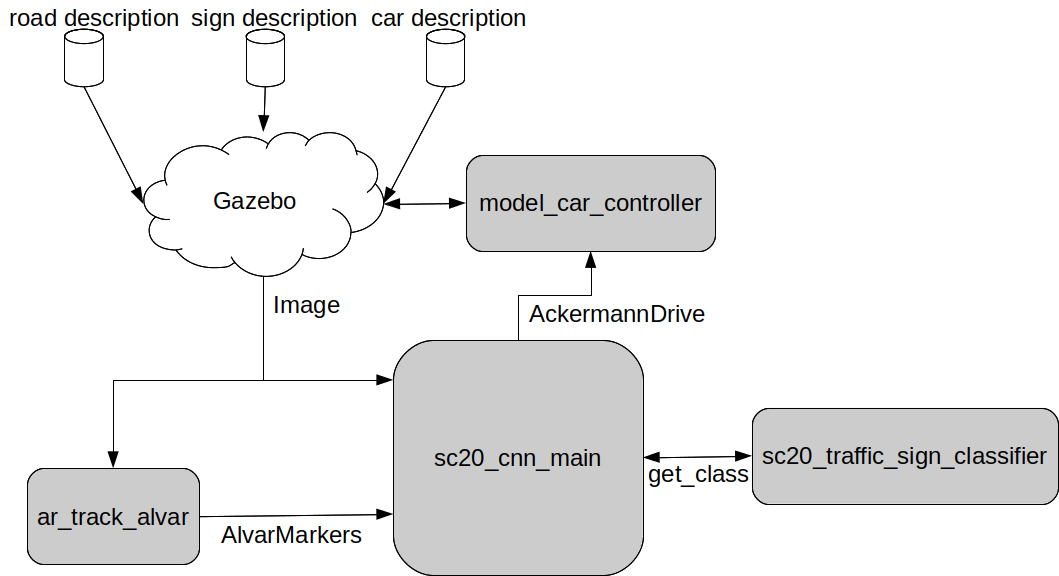 road description
sign description
car description
Gazebo
model_car_controller
Image
AckermannDrive
sc20_cnn_main
sc20_traffic_sign_classifier
get_class
ar_track_alvar
AlvarMarkers